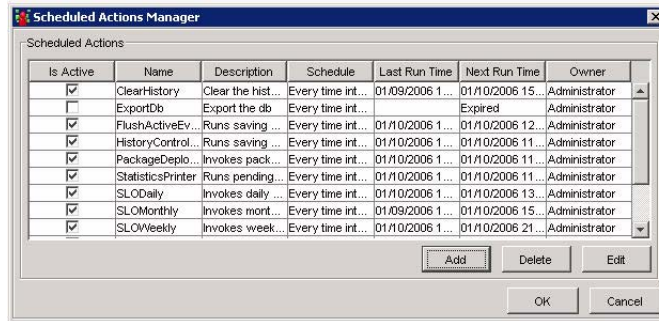 Scheduled Actions Manager
Scheduled Actions
Is Active Name Description Schedule Last Run Time Next Run Time Owner
ClearHistory Clear the hist... Every time int... 01/09/2006 1... 01/10/2006 15... Administrator
ExportDb Export the db Every time int... Expired Administrator
FlushActiveEv... Runs saving ... Every time int... 01/10/2006 1... 01/10/2006 12... Administrator
HistoryControl... Runs saving ... Every time int... 01/10/2006 1... 01/10/2006 11... Administrator
PackageDeplo... Invokes pack... Every time int... 01/10/2006 1... 01/10/2006 11... Administrator
StatisticsPrinter Runs pending... Every time int... 01/10/2006 1... 01/10/2006 11... Administrator
SLODaily Invokes daily ... Every time int... 01/10/2006 1... 01/10/2006 13... Administrator
SLOMonthly Invokes mont... Every time int... 01/09/2006 1... 01/10/2006 15... Administrator
SLOWeekly Invokes week... Every time int... 01/10/2006 1... 01/10/2006 21... Administrator
Add Delete Edit
OK Cancel